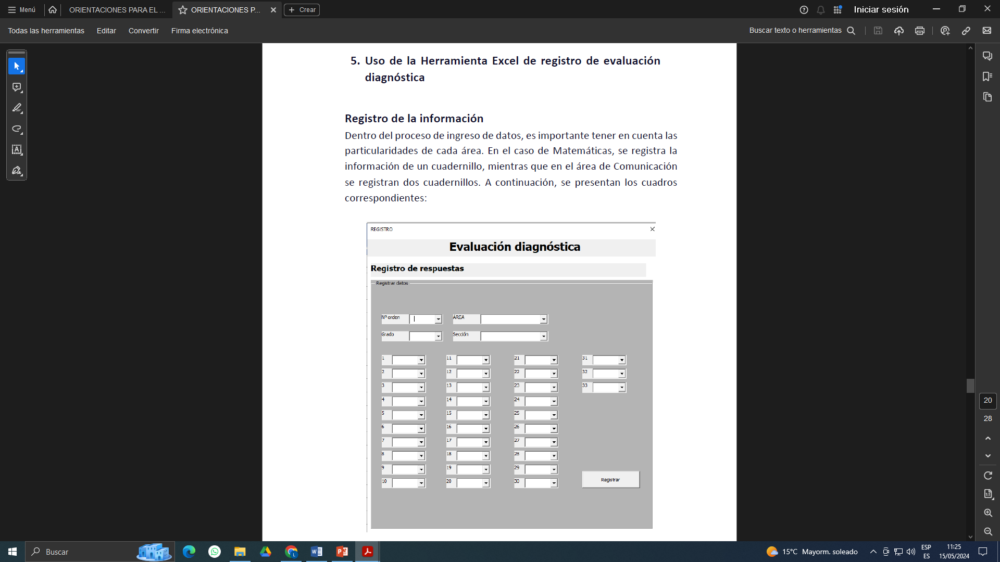 Menú
ORIENTACIONES PARA EL ...
ORIENTACIONES P...
Crear
Iniciar sesión
Todas las herramientas
Editar
Convertir
Firma electrónica
Buscar texto o herramientas
5. Uso de la Herramienta Excel de registro de evaluación
diagnóstica
Registro de la información
Dentro del proceso de ingreso de datos, es importante tener en cuenta las
particularidades de cada área. En el caso de Matemáticas, se registra la
información de un cuadernillo, mientras que en el área de Comunicación
se registran dos cuadernillos. A continuación, se presentan los cuadros
correspondientes:
REGISTRO
Evaluación diagnóstica
Registro de respuestas
Registrar datos
Nº orden
ÁREA
Grado
Sección
1 11 21 31
2 12 22 32
3 13 23 33
4 14 24
5 15 25
6 16 26
7 17 27
8 18 28
9 19 29
10 20 30
Registrar
20
28
Buscar
15°C Mayorm. soleado
ESP
ES
11:25
15/05/2024